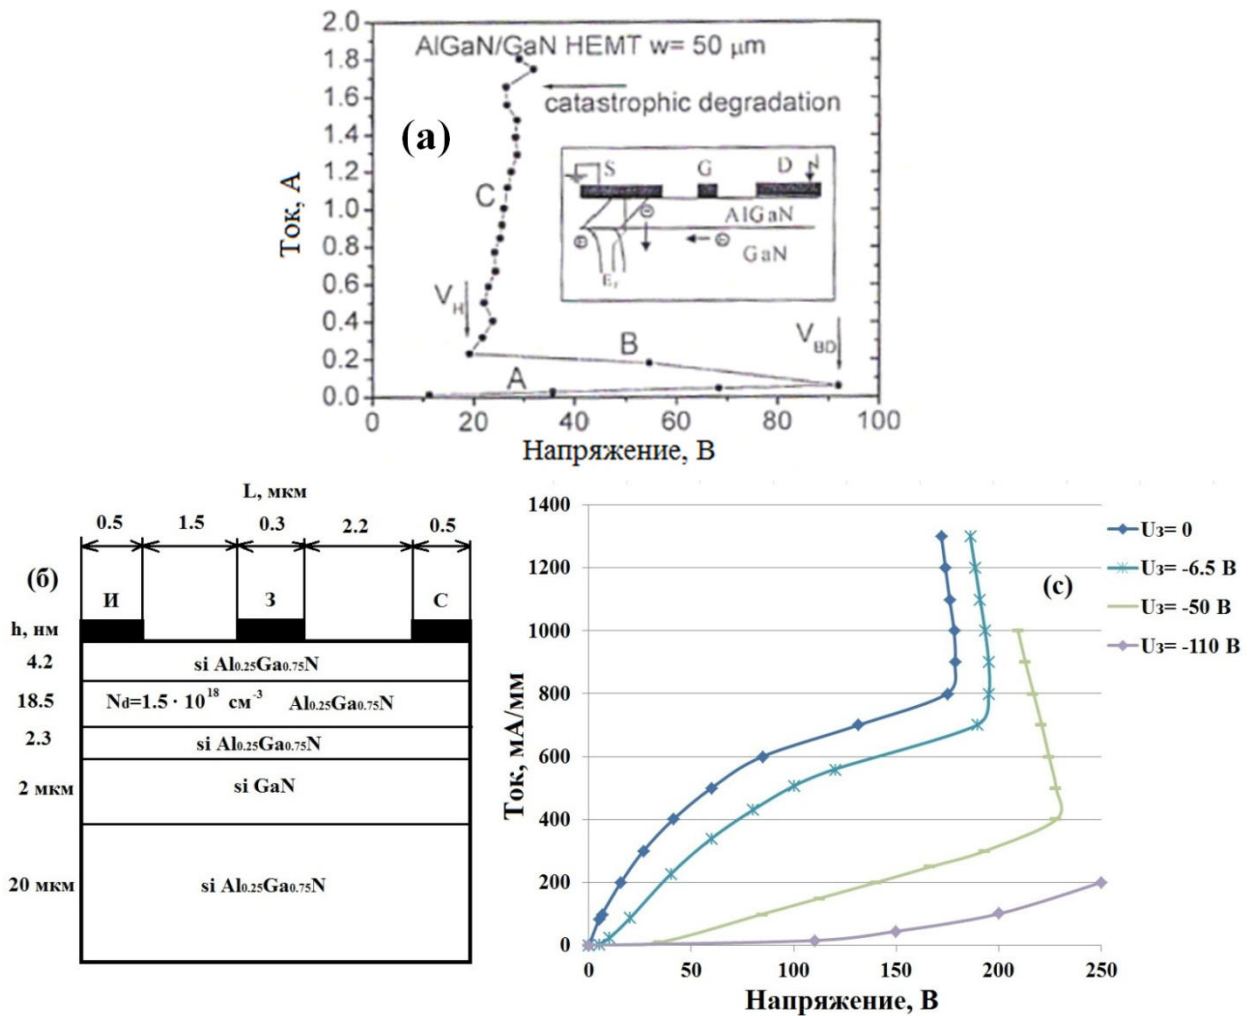 2.0
1.8
1.6
1.4
1.2
1.0
0.8
0.6
0.4
0.2
0.0
Ток, А
AlGaN/GaN HEMT w= 50 μm
catastrophic degradation
(а)
S G D
AlGaN
GaN
E_F
C
V_H
B
V_BD
A
0 20 40 60 80 100
Напряжение, В
L, мкм
0.5 1.5 0.3 2.2 0.5
(б)
И З С
h, нм
4.2 si Al0.25Ga0.75N
18.5 Nd=1.5 · 10^18 см^-3 Al0.25Ga0.75N
2.3 si Al0.25Ga0.75N
2 мкм si GaN
20 мкм si Al0.25Ga0.75N
1400
1200
1000
800
600
400
200
0
Ток, мА/мм
(с)
Uз= 0
Uз= -6.5 В
Uз= -50 В
Uз= -110 В
0 50 100 150 200 250
Напряжение, В